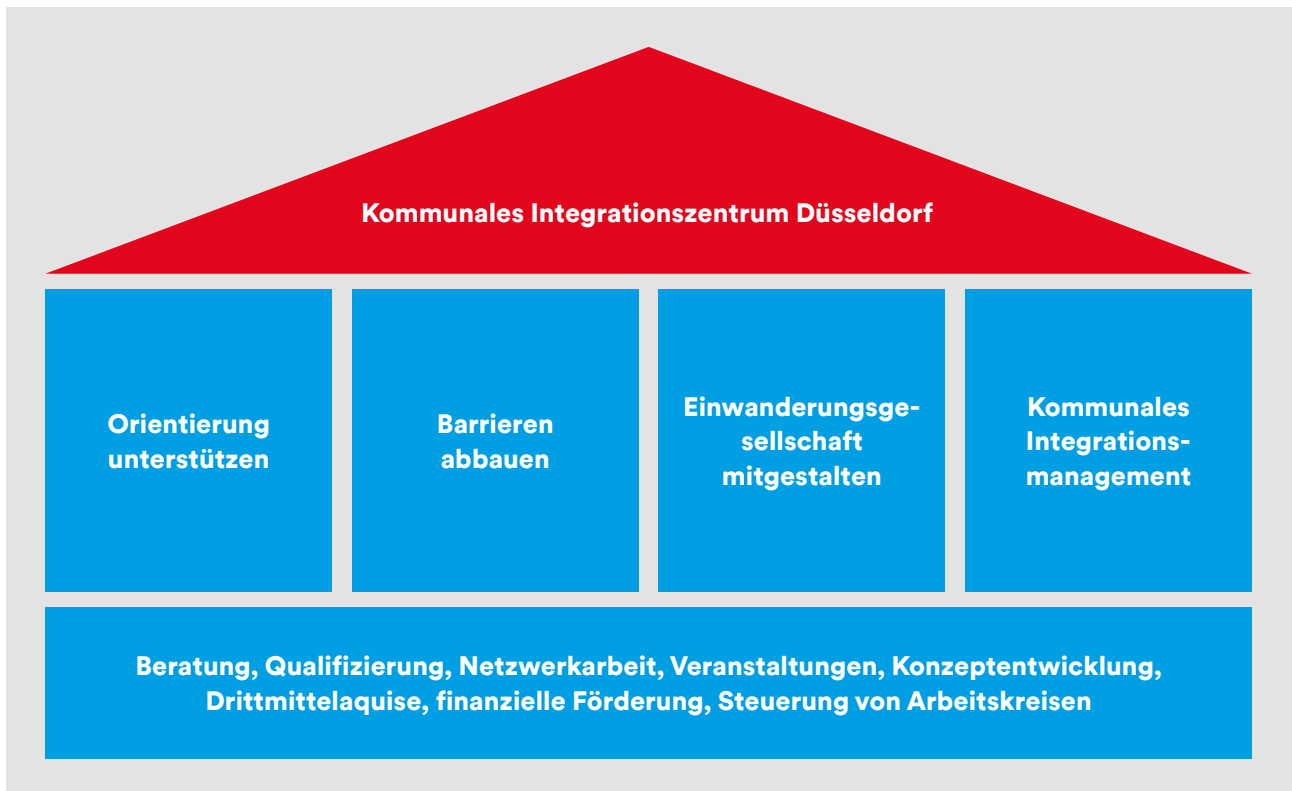 Kommunales Integrationszentrum Düsseldorf
Orientierung
unterstützen
Barrieren
abbauen
Einwanderungsge-
sellschaft
mitgestalten
Kommunales
Integrations-
management
Beratung, Qualifizierung, Netzwerkarbeit, Veranstaltungen, Konzeptentwicklung,
Drittmittelaquise, finanzielle Förderung, Steuerung von Arbeitskreisen